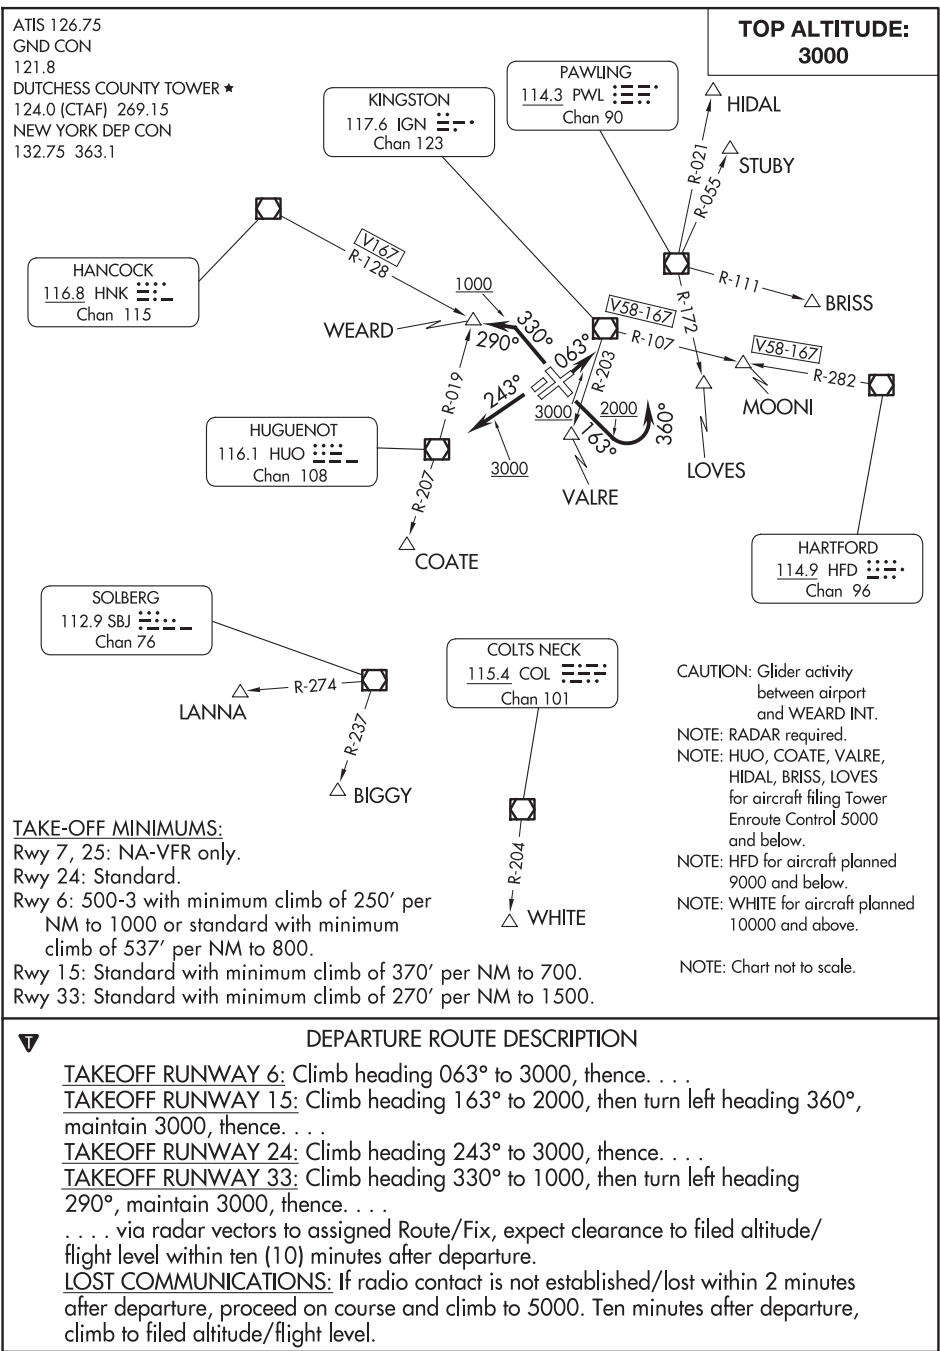 ATIS 126.75
GND CON
121.8
DUTCHESS COUNTY TOWER ★
124.0 (CTAF) 269.15
NEW YORK DEP CON
132.75 363.1
TOP ALTITUDE:
3000
KINGSTON
117.6 IGN
Chan 123
PAWLING
114.3 PWL
Chan 90
HIDAL
STUBY
R-021
R-055
HANCOCK
116.8 HNK
Chan 115
V167
R-128
WEARD
1000
330°
290°
063°
R-203
V58-167
R-107
R-172
R-111
BRISS
V58-167
R-282
MOONI
LOVES
R-019
243°
3000
3000
2000
163°
360°
VALRE
HUGUENOT
116.1 HUO
Chan 108
R-207
COATE
HARTFORD
114.9 HFD
Chan 96
SOLBERG
112.9 SBJ
Chan 76
R-274
LANNA
R-237
BIGGY
COLTS NECK
115.4 COL
Chan 101
R-204
WHITE
CAUTION: Glider activity
between airport
and WEARD INT.
NOTE: RADAR required.
NOTE: HUO, COATE, VALRE,
HIDAL, BRISS, LOVES
for aircraft filing Tower
Enroute Control 5000
and below.
NOTE: HFD for aircraft planned
9000 and below.
NOTE: WHITE for aircraft planned
10000 and above.
NOTE: Chart not to scale.
TAKE-OFF MINIMUMS:
Rwy 7, 25: NA-VFR only.
Rwy 24: Standard.
Rwy 6: 500-3 with minimum climb of 250' per
NM to 1000 or standard with minimum
climb of 537' per NM to 800.
Rwy 15: Standard with minimum climb of 370' per NM to 700.
Rwy 33: Standard with minimum climb of 270' per NM to 1500.
T
DEPARTURE ROUTE DESCRIPTION
TAKEOFF RUNWAY 6: Climb heading 063° to 3000, thence. . . .
TAKEOFF RUNWAY 15: Climb heading 163° to 2000, then turn left heading 360°,
maintain 3000, thence. . . .
TAKEOFF RUNWAY 24: Climb heading 243° to 3000, thence. . . .
TAKEOFF RUNWAY 33: Climb heading 330° to 1000, then turn left heading
290°, maintain 3000, thence. . . .
. . . . via radar vectors to assigned Route/Fix, expect clearance to filed altitude/
flight level within ten (10) minutes after departure.
LOST COMMUNICATIONS: If radio contact is not established/lost within 2 minutes
after departure, proceed on course and climb to 5000. Ten minutes after departure,
climb to filed altitude/flight level.